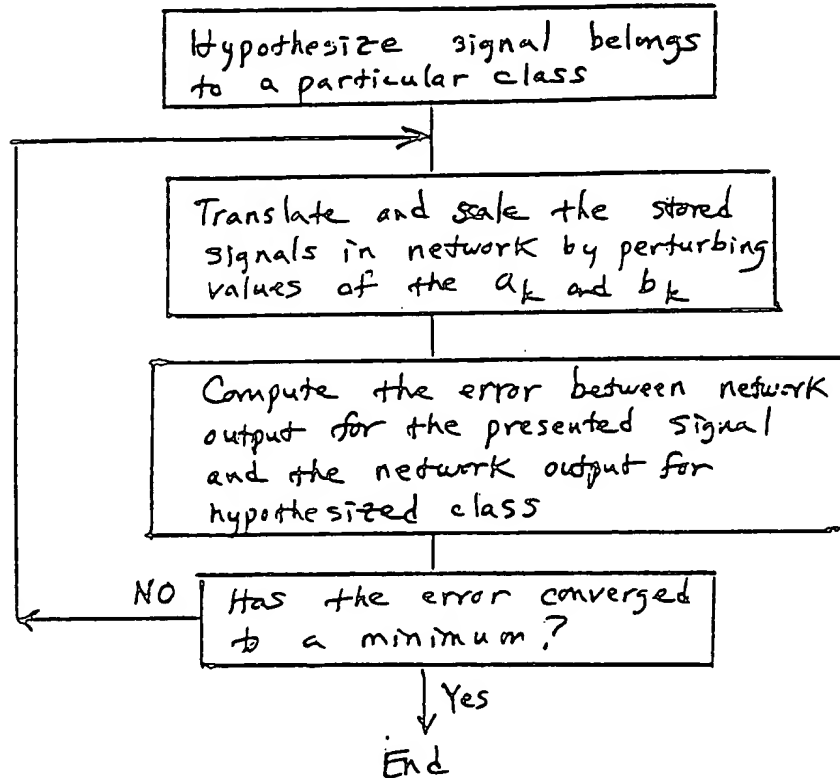 Hypothesize signal belongs
to a particular class
Translate and scale the stored
signals in network by perturbing
values of the a_k and b_k
Compute the error between network
output for the presented signal
and the network output for
hypothesized class
NO
Has the error converged
to a minimum?
Yes
End